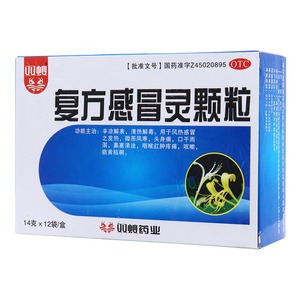 【批准文号】国药准字Z45020895
OTC
双蚁
复方感冒灵颗粒
功能主治：辛凉解表，清热解毒。用于风热感冒
之发热，微恶风寒，头身痛，口干而
渴，鼻塞涕浊，咽喉红肿疼痛，咳嗽，
痰黄粘稠。
14克×12袋/盒
双蚁药业